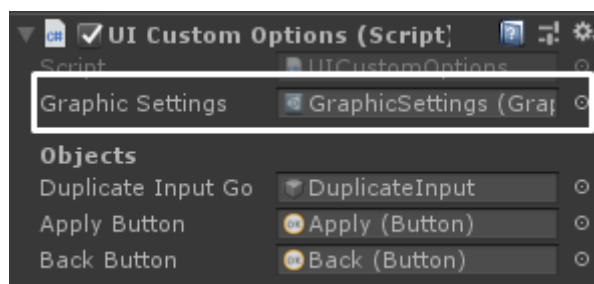 UI Custom Options (Script)
Script UICustomOptions
Graphic Settings GraphicSettings (Grap
Objects
Duplicate Input Go DuplicateInput
Apply Button Apply (Button)
Back Button Back (Button)